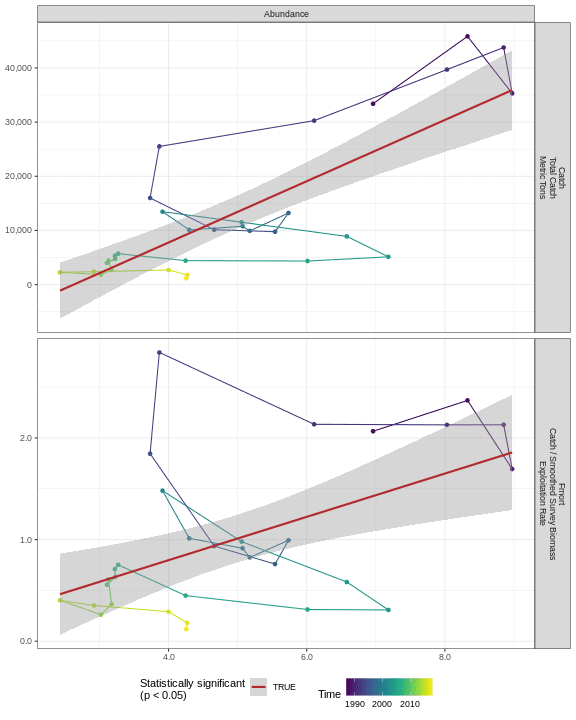 Abundance
40,000
30,000
20,000
10,000
0
Catch
Total Catch
Metric Tons
2.0
1.0
0.0
Fmort
Catch / Smoothed Survey Biomass
Exploitation Rate
4.0 6.0 8.0
Statistically significant
(p < 0.05)
TRUE
Time
1990 2000 2010